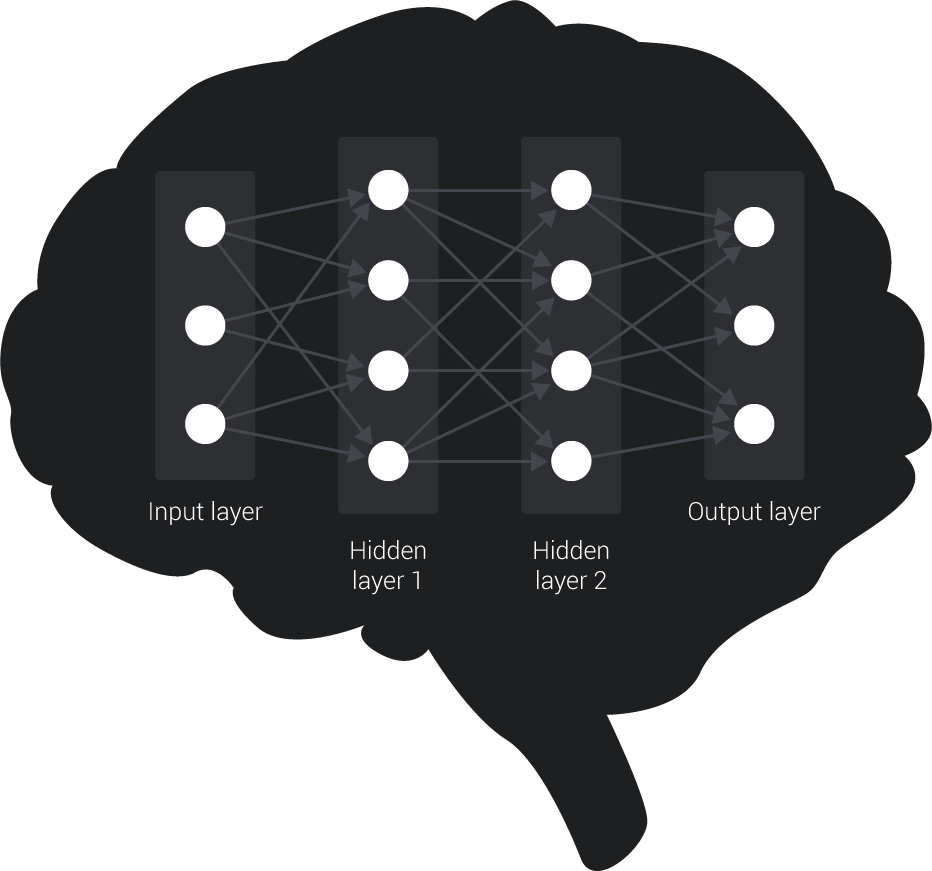 Input layer
Hidden
layer 1
Hidden
layer 2
Output layer